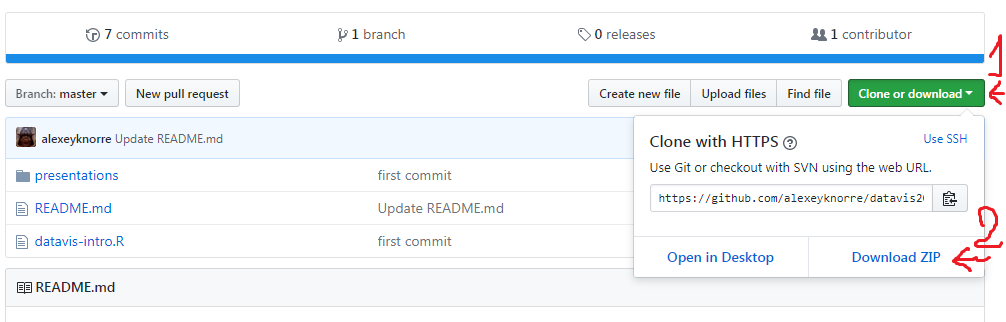 7 commits 1 branch 0 releases 1 contributor
1
Branch: master New pull request Create new file Upload files Find file Clone or download
alexeyknorre Update README.md
Clone with HTTPS Use SSH
Use Git or checkout with SVN using the web URL.
presentations first commit
https://github.com/alexeyknorre/datavis2
README.md Update README.md
datavis-intro.R first commit
2
Open in Desktop Download ZIP
README.md